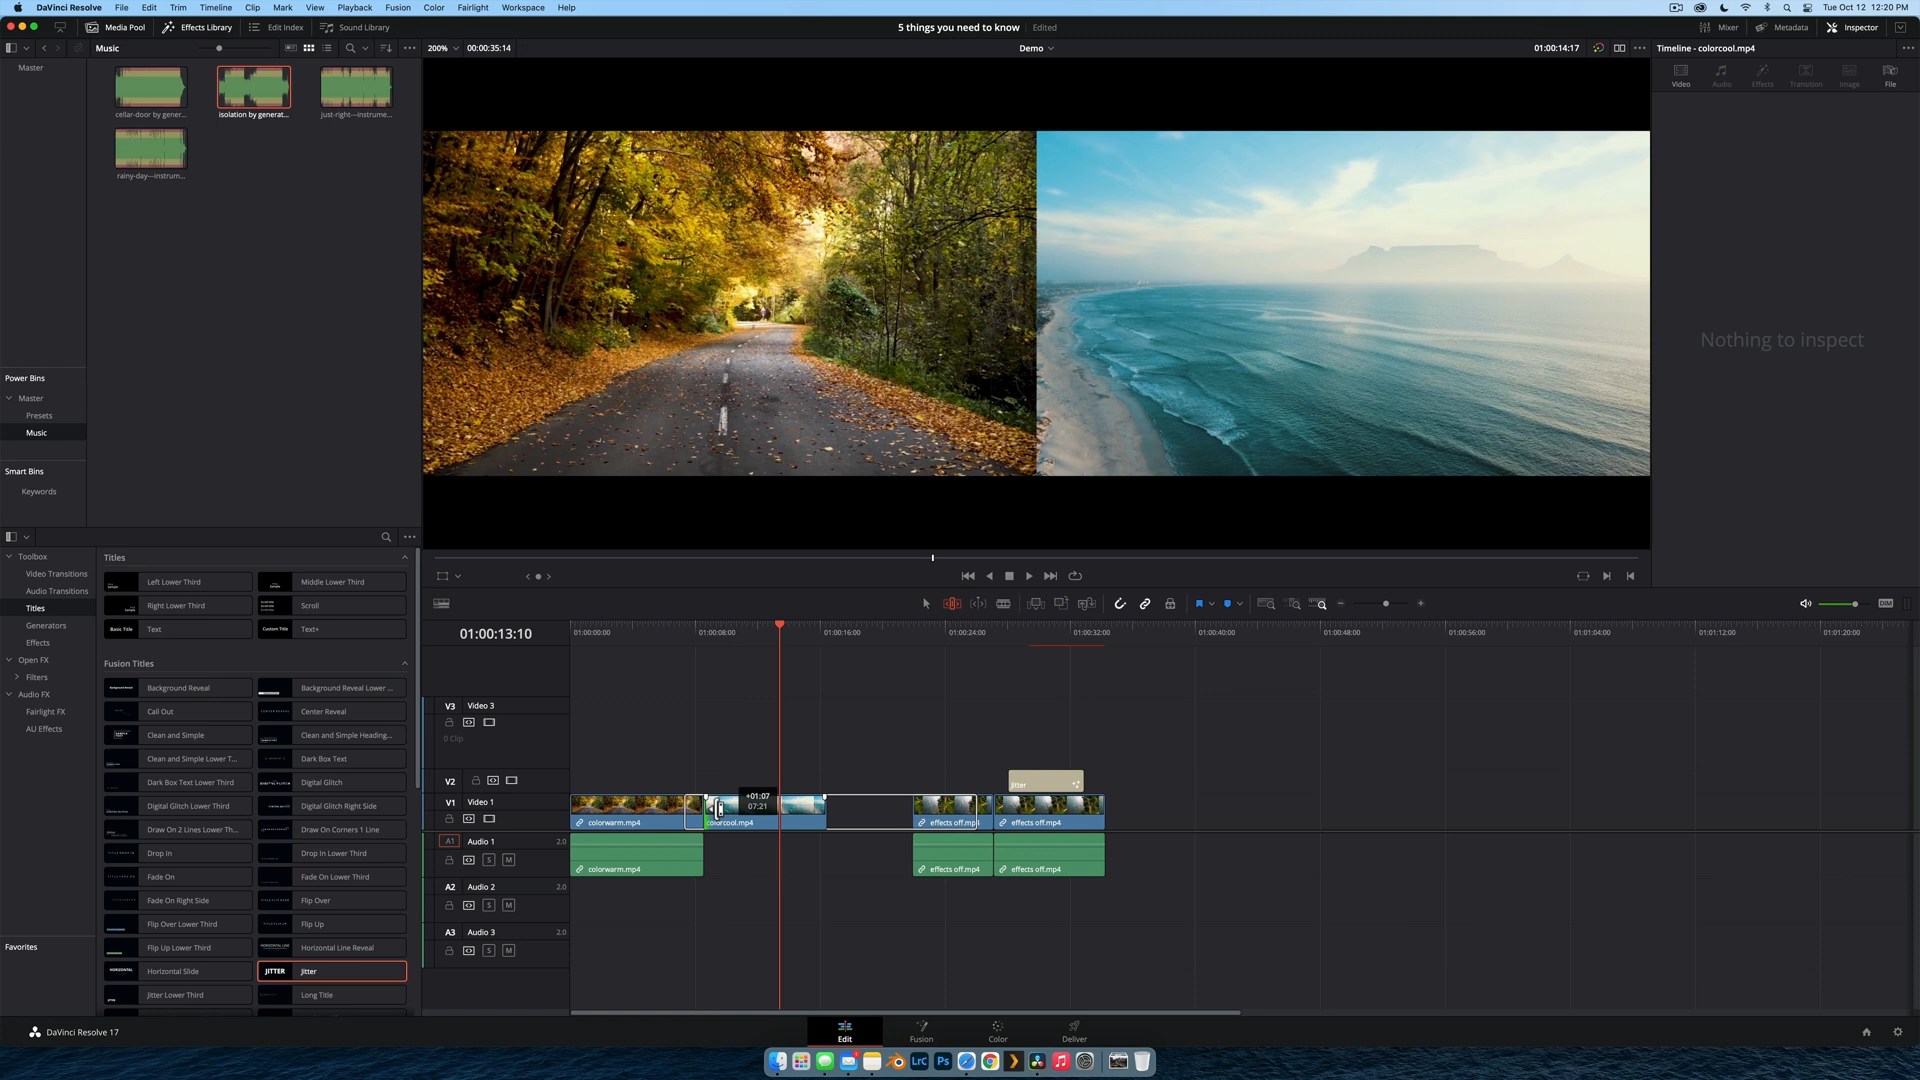 DaVinci Resolve File Edit Trim Timeline Clip Mark View Playback Fusion Color Fairlight Workspace Help
Tue Oct 12 12:20 PM
Media Pool Effects Library Edit Index Sound Library
5 things you need to know Edited
Mixer Metadata Inspector
Music
200% 00:00:35:14
Demo
01:00:14:17
Timeline - colorcool.mp4
Master
Video Audio Effects Transition Image File
cellar-door by gener... isolation by generat... just-right---instrume...
rainy-day---instrum...
Nothing to inspect
Power Bins
Master
Presets
Music
Smart Bins
Keywords
Toolbox
Video Transitions
Audio Transitions
Titles
Generators
Effects
Open FX
Filters
Audio FX
Fairlight FX
AU Effects
Favorites
Titles
Left Lower Third Middle Lower Third
Right Lower Third Scroll
Basic Title Text Custom Title Text+
Fusion Titles
Background Reveal Background Reveal Lower ...
Call Out Center Reveal
Clean and Simple Clean and Simple Heading...
Clean and Simple Lower T... Dark Box Text
Dark Box Text Lower Third Digital Glitch
Digital Glitch Lower Third Digital Glitch Right Side
Draw On 2 Lines Lower Th... Draw On Corners 1 Line
Drop In Drop In Lower Third
Fade On Fade On Lower Third
Fade On Right Side Flip Over
Flip Over Lower Third Flip Up
Flip Up Lower Third Horizontal Line Reveal
HORIZONTAL Horizontal Slide JITTER Jitter
Jitter Lower Third Long Title
DIM
01:00:13:10
01:00:00:00 01:00:08:00 01:00:16:00 01:00:24:00 01:00:32:00 01:00:40:00 01:00:48:00 01:00:56:00 01:01:04:00 01:01:12:00 01:01:20:00
V3 Video 3
0 Clip
V2
Jitter
V1 Video 1
+01:07
07:21
colorwarm.mp4 colorcool.mp4 effects off.mp4 effects off.mp4
A1 Audio 1 2.0
S M
colorwarm.mp4 effects off.mp4 effects off.mp4
A2 Audio 2 2.0
S M
A3 Audio 3 2.0
S M
DaVinci Resolve 17
Edit Fusion Color Deliver
LrC Ps